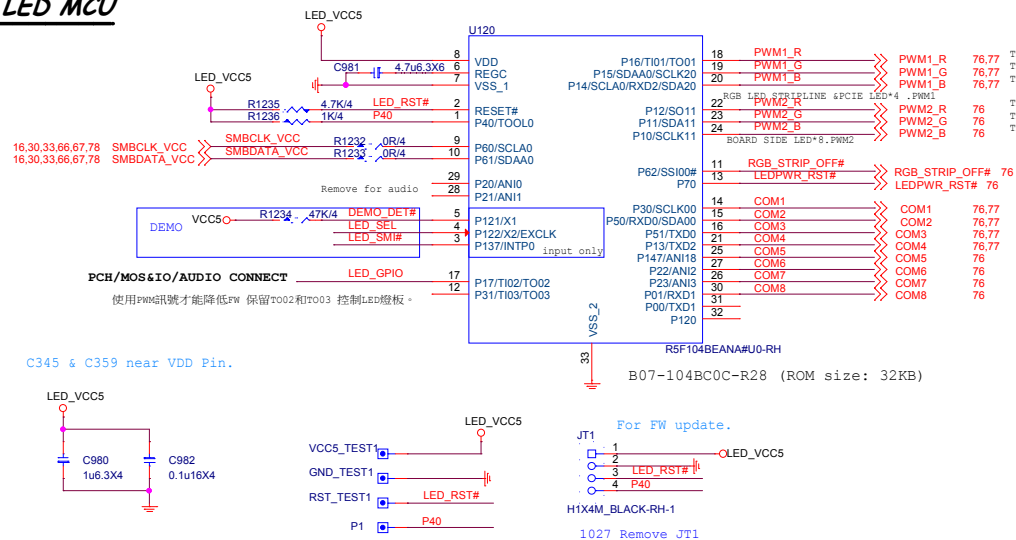 LED MCU
LED_VCC5
U120
8 VDD
C981 4.7u6.3X6 6 REGC
7 VSS_1
LED_VCC5
R1235 4.7K/4 LED_RST# 2 RESET#
R1236 1K/4 P40 1 P40/TOOL0
16,30,33,66,67,78 SMBCLK_VCC SMBCLK_VCC R1232 0R/4 9 P60/SCLA0
16,30,33,66,67,78 SMBDATA_VCC SMBDATA_VCC R1233 0R/4 10 P61/SDAA0
29 P20/ANI0
Remove for audio 28 P21/ANI1
DEMO VCC5 R1234 47K/4 DEMO_DET# 5 P121/X1
LED_SEL 4 P122/X2/EXCLK
LED_SMI# 3 P137/INTP0
input only
PCH/MOS&IO/AUDIO CONNECT LED_GPIO 17 P17/TI02/TO02
12 P31/TI03/TO03
使用PWM訊號才能降低FW 保留TO02和TO03 控制LED燈板。
P16/TI01/TO01 18 PWM1_R PWM1_R 76,77 T
P15/SDAA0/SCLK20 19 PWM1_G PWM1_G 76,77 T
P14/SCLA0/RXD2/SDA20 20 PWM1_B PWM1_B 76,77 T
RGB LED STRIPLINE &PCIE LED*4 .PWM1
P12/SO11 22 PWM2_R PWM2_R 76 T
P11/SDA11 23 PWM2_G PWM2_G 76 T
P10/SCLK11 24 PWM2_B PWM2_B 76 T
BOARD SIDE LED*8.PWM2
P62/SSI00# 11 RGB_STRIP_OFF# RGB_STRIP_OFF# 76
P70 13 LEDPWR_RST# LEDPWR_RST# 76
P30/SCLK00 14 COM1 COM1 76,77
P50/RXD0/SDA00 15 COM2 COM2 76,77
P51/TXD0 16 COM3 COM3 76,77
P13/TXD2 21 COM4 COM4 76,77
P147/ANI18 25 COM5 COM5 76
P22/ANI2 27 COM6 COM6 76
P23/ANI3 26 COM7 COM7 76
P01/RXD1 30 COM8 COM8 76
P00/TXD1 31
P120 32
VSS_2
33
R5F104BEANA#U0-RH
B07-104BC0C-R28 (ROM size: 32KB)
C345 & C359 near VDD Pin.
LED_VCC5
C980
1u6.3X4
C982
0.1u16X4
LED_VCC5
VCC5_TEST1
GND_TEST1
RST_TEST1 LED_RST#
P1 P40
For FW update.
JT1
1 LED_VCC5
2
3 LED_RST#
4 P40
H1X4M_BLACK-RH-1
1027 Remove JT1